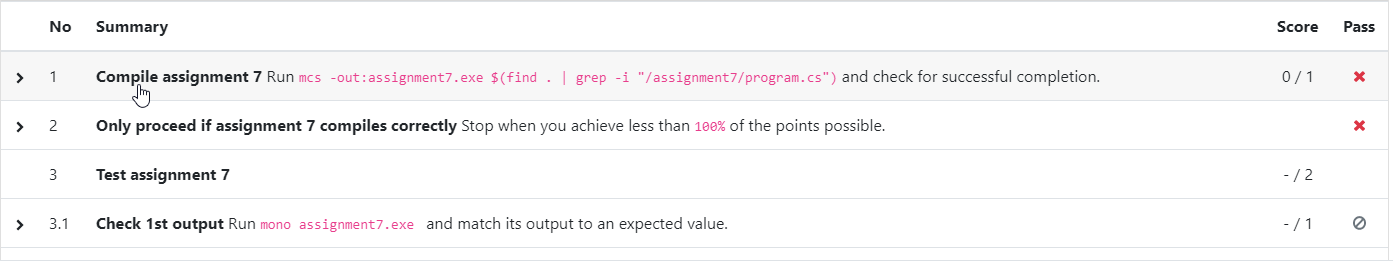 No Summary Score Pass
1 Compile assignment 7 Run mcs -out:assignment7.exe $(find . | grep -i "/assignment7/program.cs") and check for successful completion. 0 / 1
2 Only proceed if assignment 7 compiles correctly Stop when you achieve less than 100% of the points possible.
3 Test assignment 7 - / 2
3.1 Check 1st output Run mono assignment7.exe and match its output to an expected value. - / 1